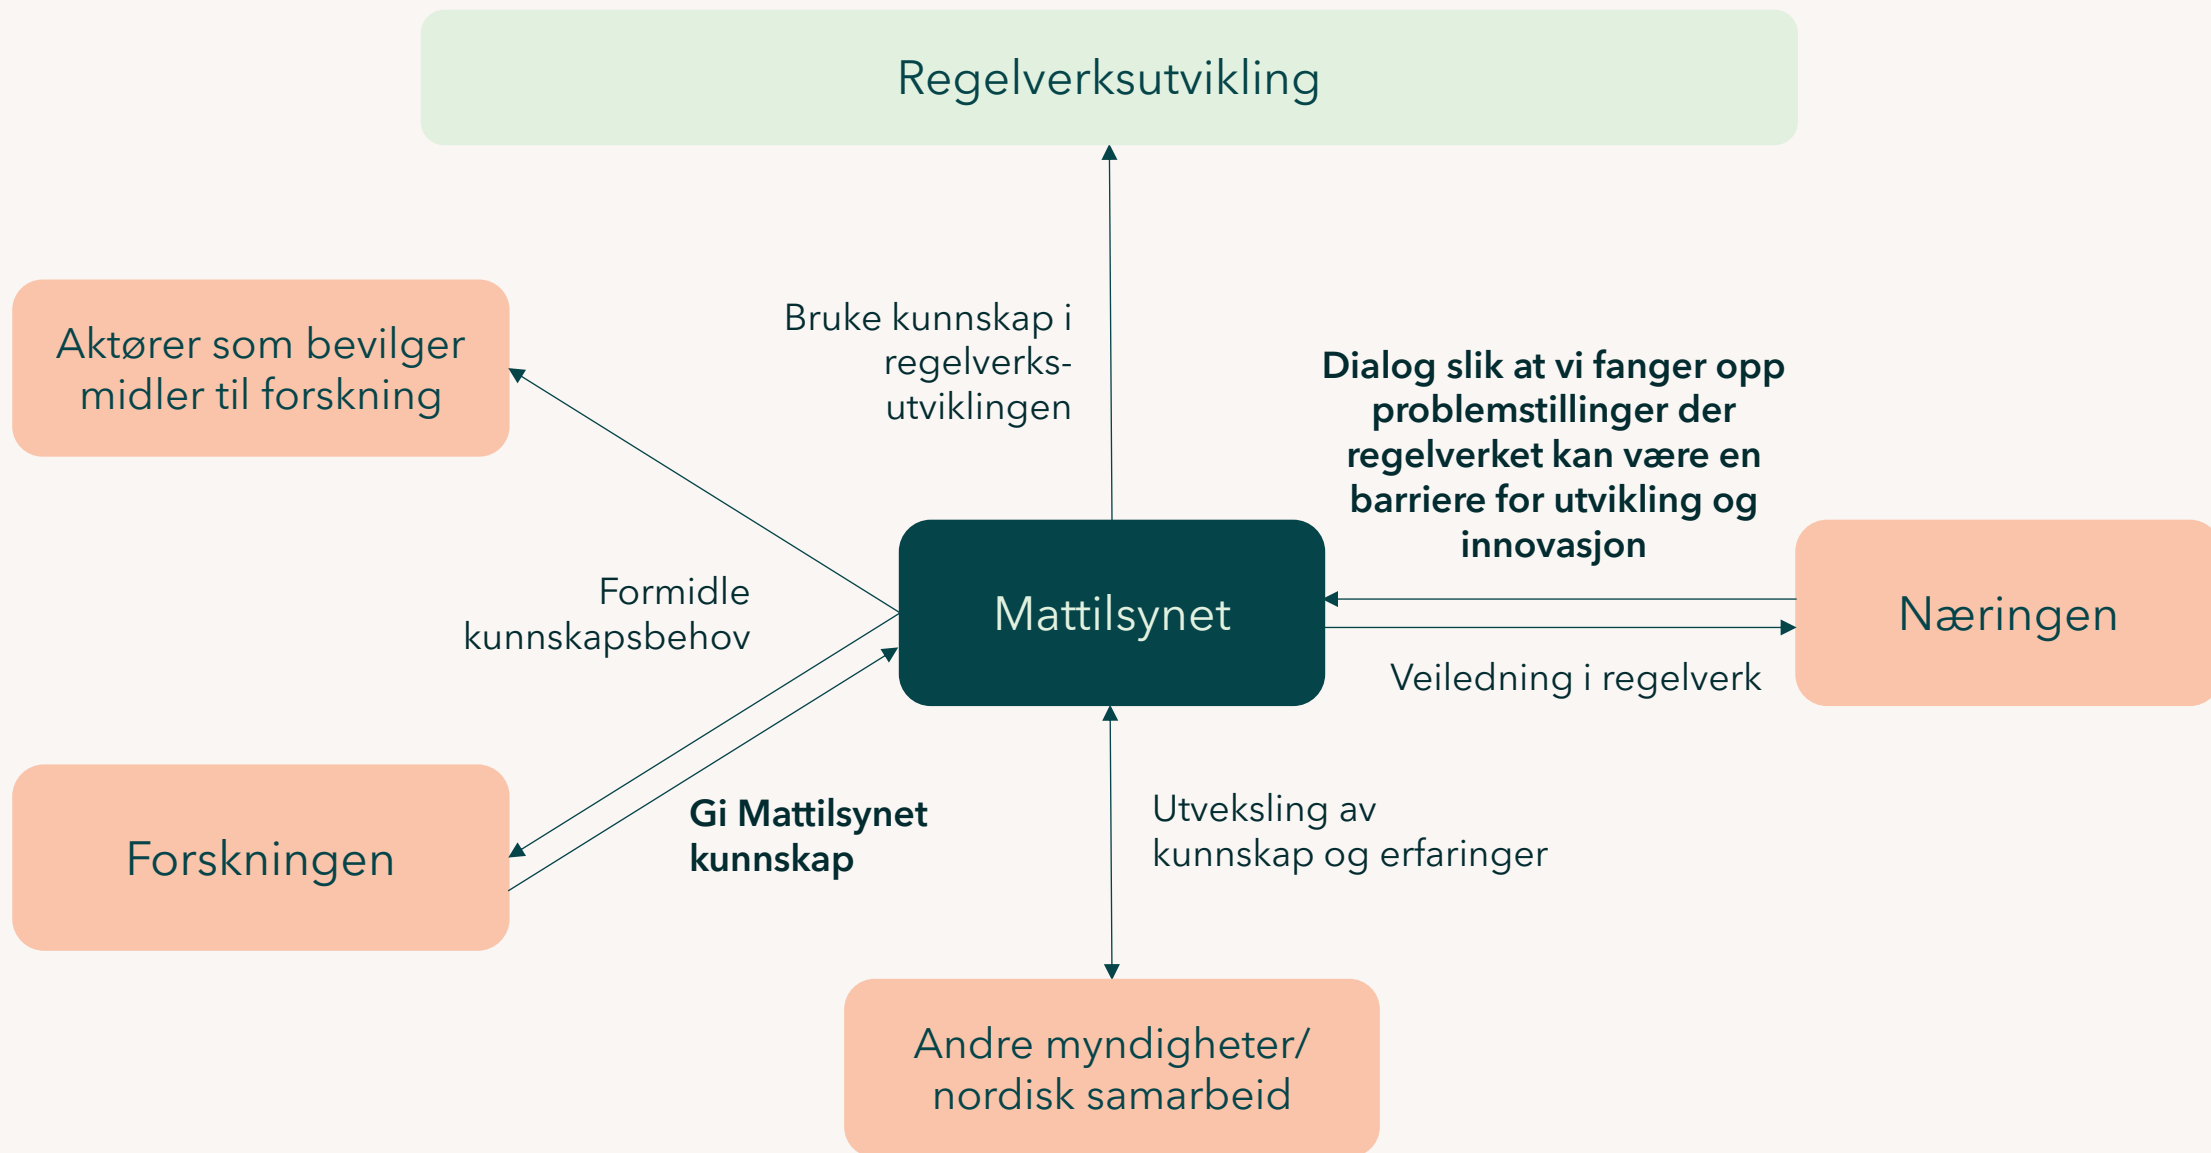 Regelverksutvikling
Aktører som bevilger
midler til forskning
Bruke kunnskap i
regelverks-
utviklingen
Dialog slik at vi fanger opp
problemstillinger der
regelverket kan være en
barriere for utvikling og
innovasjon
Formidle
kunnskapsbehov
Mattilsynet
Næringen
Veiledning i regelverk
Forskningen
Gi Mattilsynet
kunnskap
Utveksling av
kunnskap og erfaringer
Andre myndigheter/
nordisk samarbeid